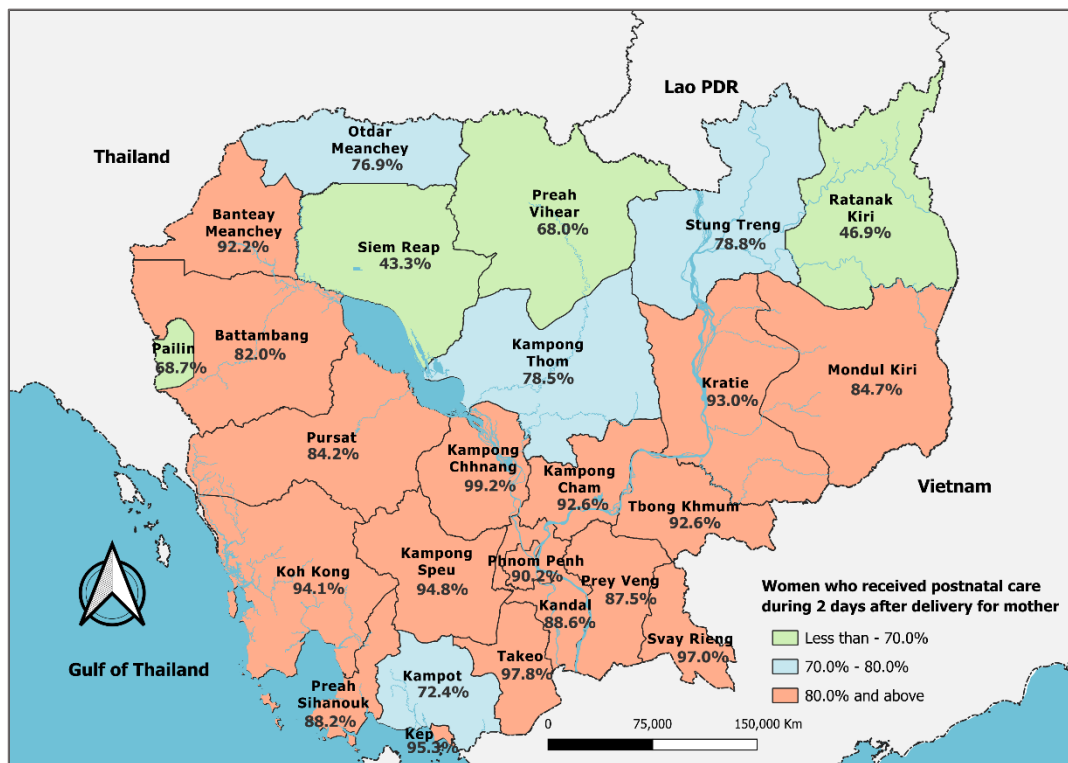 Lao PDR
Thailand
Otdar
Meanchey
76.9%
Preah
Vihear
68.0%
Ratanak
Kiri
46.9%
Banteay
Meanchey
92.2%
Siem Reap
43.3%
Stung Treng
78.8%
Battambang
82.0%
Pailin
68.7%
Kampong
Thom
78.5%
Kratie
93.0%
Mondul Kiri
84.7%
Pursat
84.2%
Kampong
Chhnang
99.2%
Kampong
Cham
92.6%
Tbong Khmum
92.6%
Vietnam
Koh Kong
94.1%
Kampong
Speu
94.8%
Phnom Penh
90.2%
Prey Veng
87.5%
Kandal
88.6%
Svay Rieng
97.0%
Takeo
97.8%
Gulf of Thailand
Preah
Sihanouk
88.2%
Kampot
72.4%
Kep
95.3%
Women who received postnatal care
during 2 days after delivery for mother
Less than - 70.0%
70.0% - 80.0%
80.0% and above
0 75,000 150,000 Km